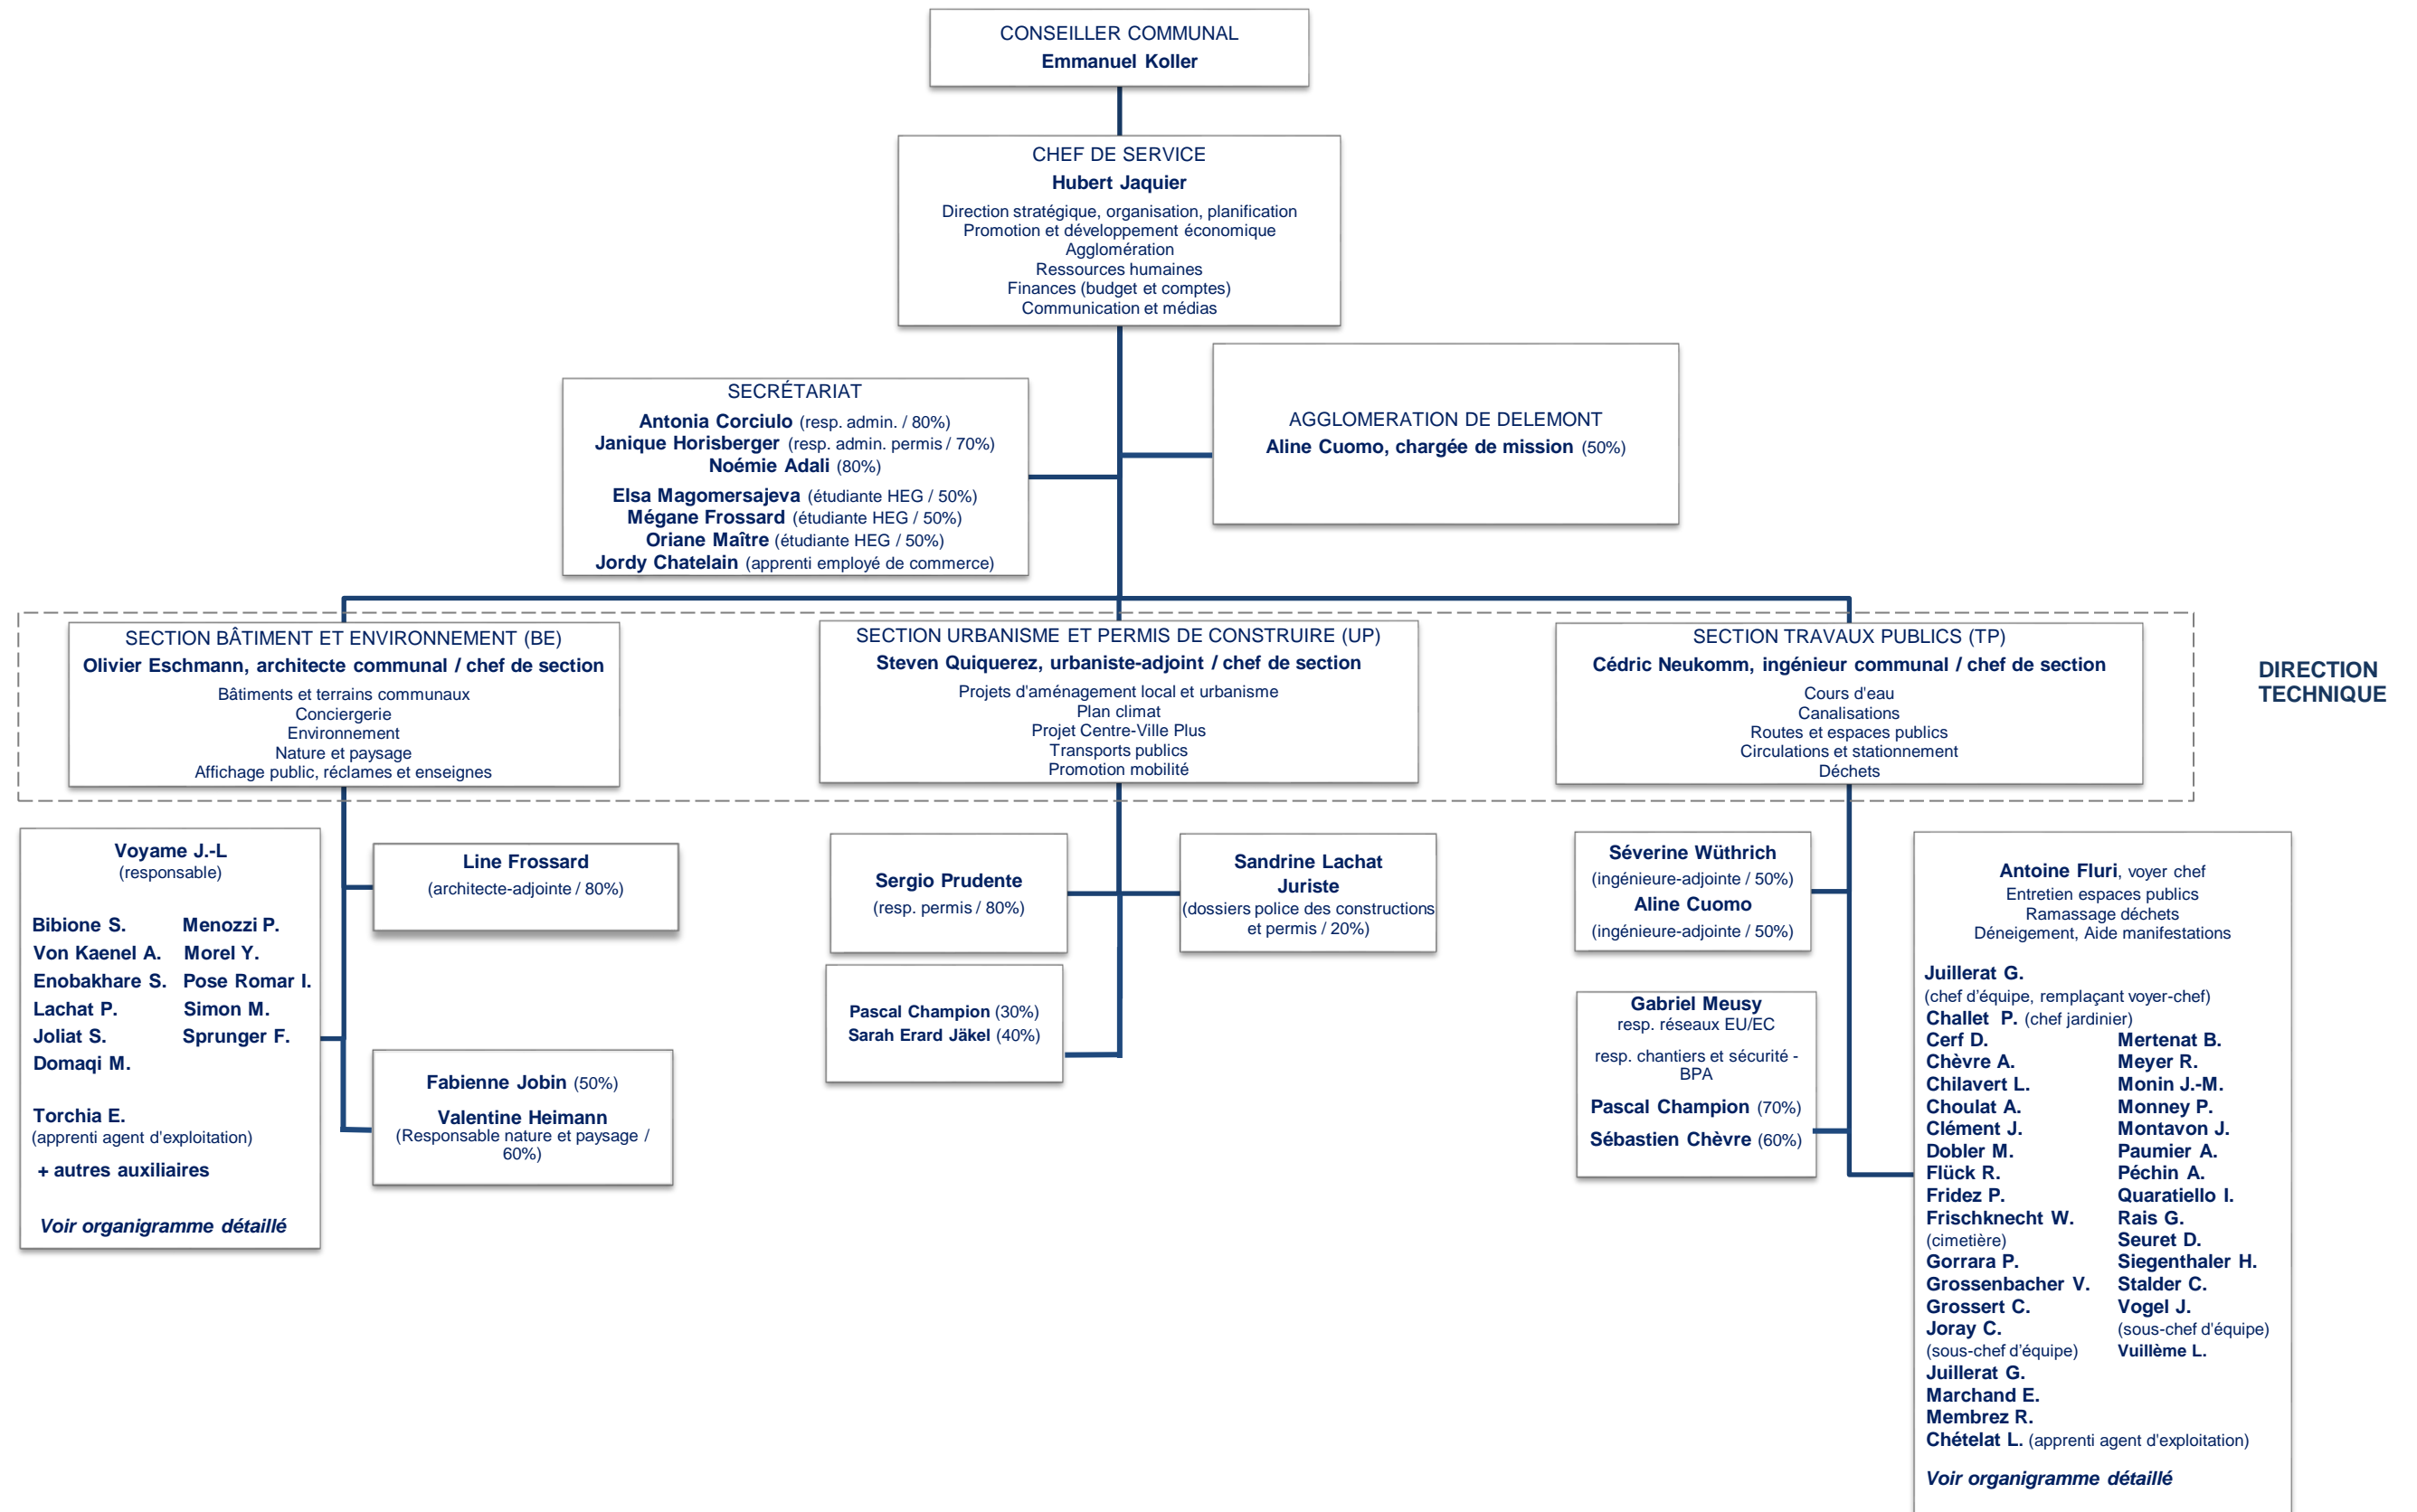 CONSEILLER COMMUNAL
Emmanuel Koller
CHEF DE SERVICE
Hubert Jaquier
Direction stratégique, organisation, planification
Promotion et développement économique
Agglomération
Ressources humaines
Finances (budget et comptes)
Communication et médias
SECRÉTARIAT
Antonia Corciulo (resp. admin. / 80%)
Janique Horisberger (resp. admin. permis / 70%)
Noémie Adali (80%)
Elsa Magomersajeva (étudiante HEG / 50%)
Mégane Frossard (étudiante HEG / 50%)
Oriane Maître (étudiante HEG / 50%)
Jordy Chatelain (apprenti employé de commerce)
AGGLOMERATION DE DELEMONT
Aline Cuomo, chargée de mission (50%)
SECTION BÂTIMENT ET ENVIRONNEMENT (BE)
Olivier Eschmann, architecte communal / chef de section
Bâtiments et terrains communaux
Conciergerie
Environnement
Nature et paysage
Affichage public, réclames et enseignes
SECTION URBANISME ET PERMIS DE CONSTRUIRE (UP)
Steven Quiquerez, urbaniste-adjoint / chef de section
Projets d'aménagement local et urbanisme
Plan climat
Projet Centre-Ville Plus
Transports publics
Promotion mobilité
SECTION TRAVAUX PUBLICS (TP)
Cédric Neukomm, ingénieur communal / chef de section
Cours d'eau
Canalisations
Routes et espaces publics
Circulations et stationnement
Déchets
DIRECTION
TECHNIQUE
Voyame J.-L
(responsable)
Bibione S. Menozzi P.
Von Kaenel A. Morel Y.
Enobakhare S. Pose Romar I.
Lachat P. Simon M.
Joliat S. Sprunger F.
Domaqi M.
Torchia E.
(apprenti agent d'exploitation)
+ autres auxiliaires
Voir organigramme détaillé
Line Frossard
(architecte-adjointe / 80%)
Fabienne Jobin (50%)
Valentine Heimann
(Responsable nature et paysage /
60%)
Sergio Prudente
(resp. permis / 80%)
Sandrine Lachat
Juriste
(dossiers police des constructions
et permis / 20%)
Pascal Champion (30%)
Sarah Erard Jäkel (40%)
Séverine Wüthrich
(ingénieure-adjointe / 50%)
Aline Cuomo
(ingénieure-adjointe / 50%)
Gabriel Meusy
resp. réseaux EU/EC
resp. chantiers et sécurité -
BPA
Pascal Champion (70%)
Sébastien Chèvre (60%)
Antoine Fluri, voyer chef
Entretien espaces publics
Ramassage déchets
Déneigement, Aide manifestations
Juillerat G.
(chef d'équipe, remplaçant voyer-chef)
Challet P. (chef jardinier)
Cerf D. Mertenat B.
Chèvre A. Meyer R.
Chilavert L. Monin J.-M.
Choulat A. Monney P.
Clément J. Montavon J.
Dobler M. Paumier A.
Flück R. Péchin A.
Fridez P. Quaratiello I.
Frischknecht W. Rais G.
(cimetière) Seuret D.
Gorrara P. Siegenthaler H.
Grossenbacher V. Stalder C.
Grossert C. Vogel J.
Joray C. (sous-chef d'équipe)
(sous-chef d'équipe) Vuillème L.
Juillerat G.
Marchand E.
Membrez R.
Chételat L. (apprenti agent d'exploitation)
Voir organigramme détaillé